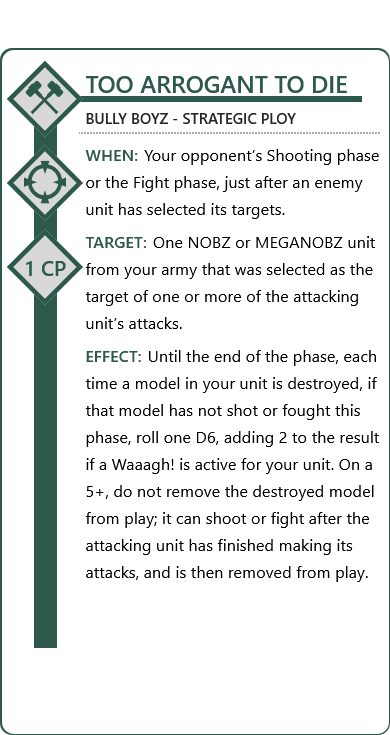 TOO ARROGANT TO DIE
BULLY BOYZ - STRATEGIC PLOY
WHEN: Your opponent's Shooting phase
or the Fight phase, just after an enemy
unit has selected its targets.
1 CP
TARGET: One NOBZ or MEGANOBZ unit
from your army that was selected as the
target of one or more of the attacking
unit's attacks.
EFFECT: Until the end of the phase, each
time a model in your unit is destroyed, if
that model has not shot or fought this
phase, roll one D6, adding 2 to the result
if a Waaagh! is active for your unit. On a
5+, do not remove the destroyed model
from play; it can shoot or fight after the
attacking unit has finished making its
attacks, and is then removed from play.